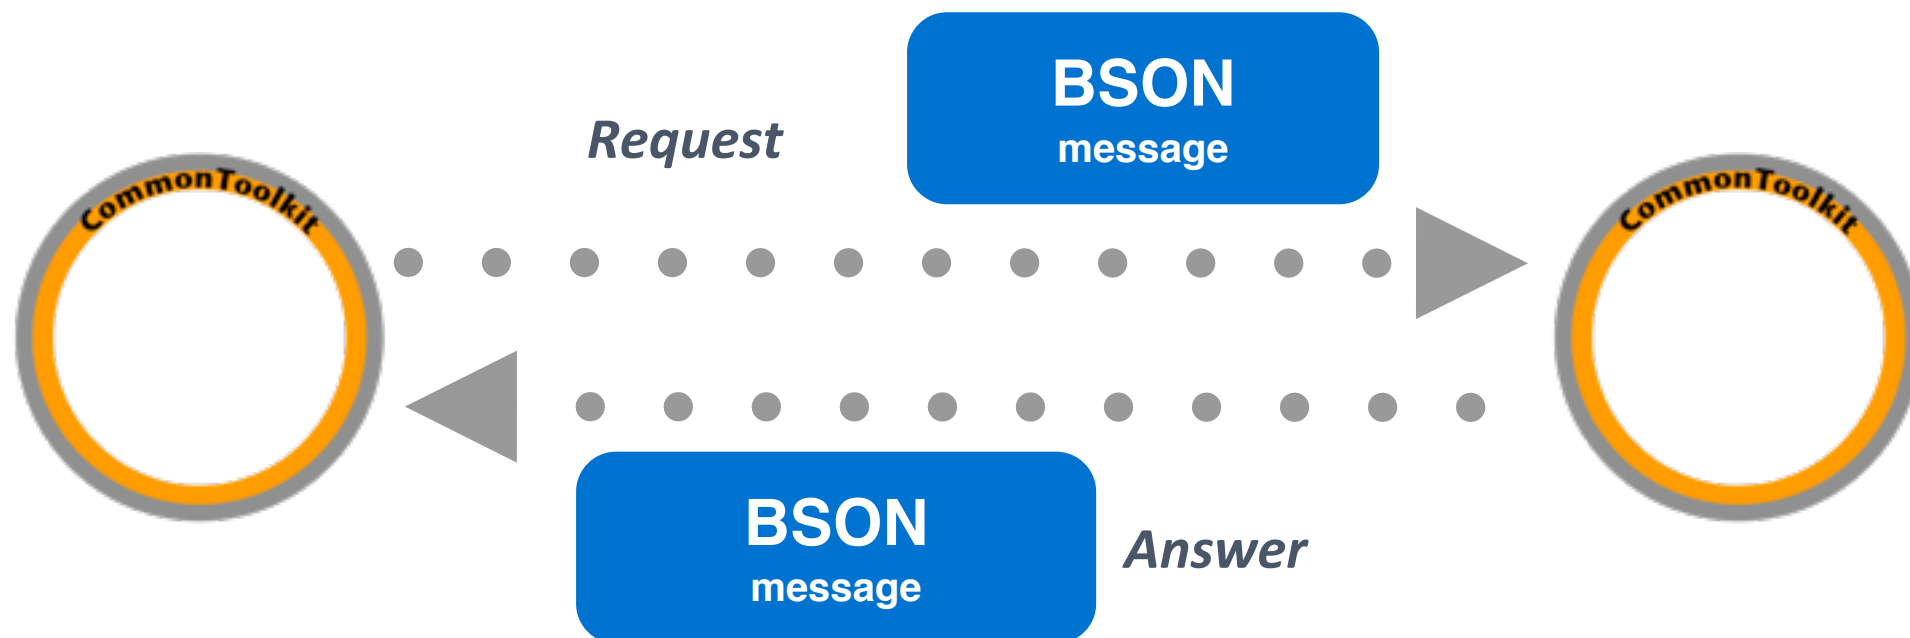 BSON
message
Request
CommonToolkit
CommonToolkit
BSON
message
Answer